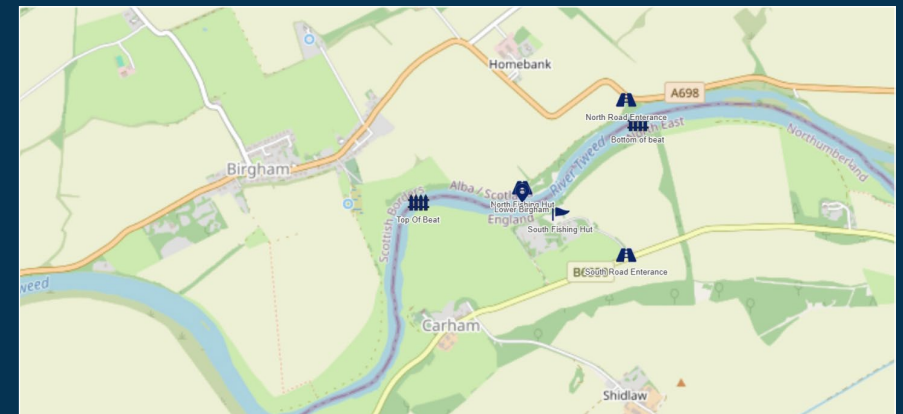 Homebank
A698
North Road Enterance
North East
Bottom of beat
River Tweed
Northumberland
Birgham
Alba / Scotland
England
Scottish Borders
Top Of Beat
North Fishing Hut
Lower Birgham
South Fishing Hut
South Road Enterance
Tweed
Carham
Shidlaw